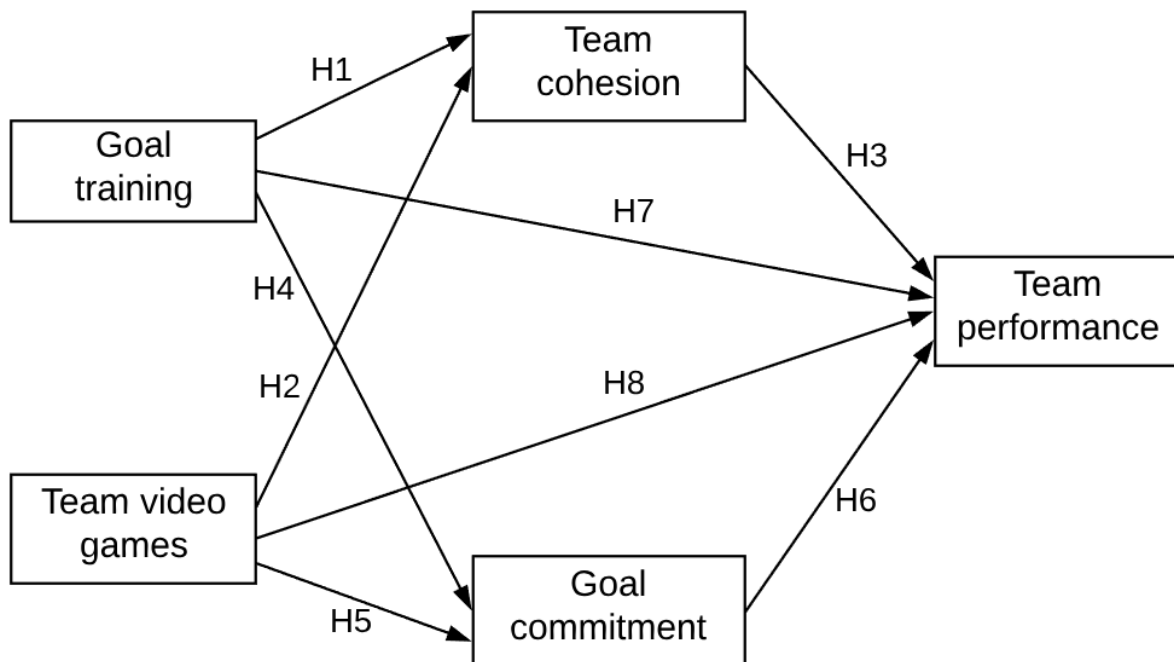 Team
cohesion
H1
Goal
training
H3
H7
H4
Team
performance
H2
H8
Team video
games
H6
Goal
commitment
H5